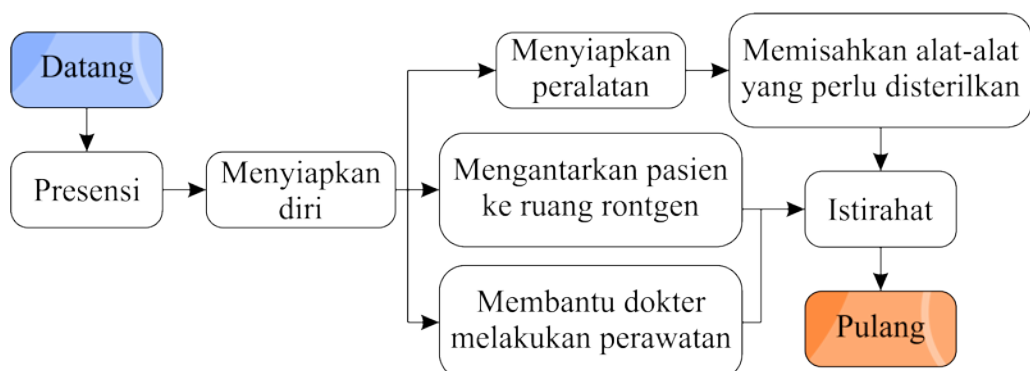 Datang
Presensi
Menyiapkan
diri
Menyiapkan
peralatan
Memisahkan alat-alat
yang perlu disterilkan
Mengantarkan pasien
ke ruang rontgen
Membantu dokter
melakukan perawatan
Istirahat
Pulang